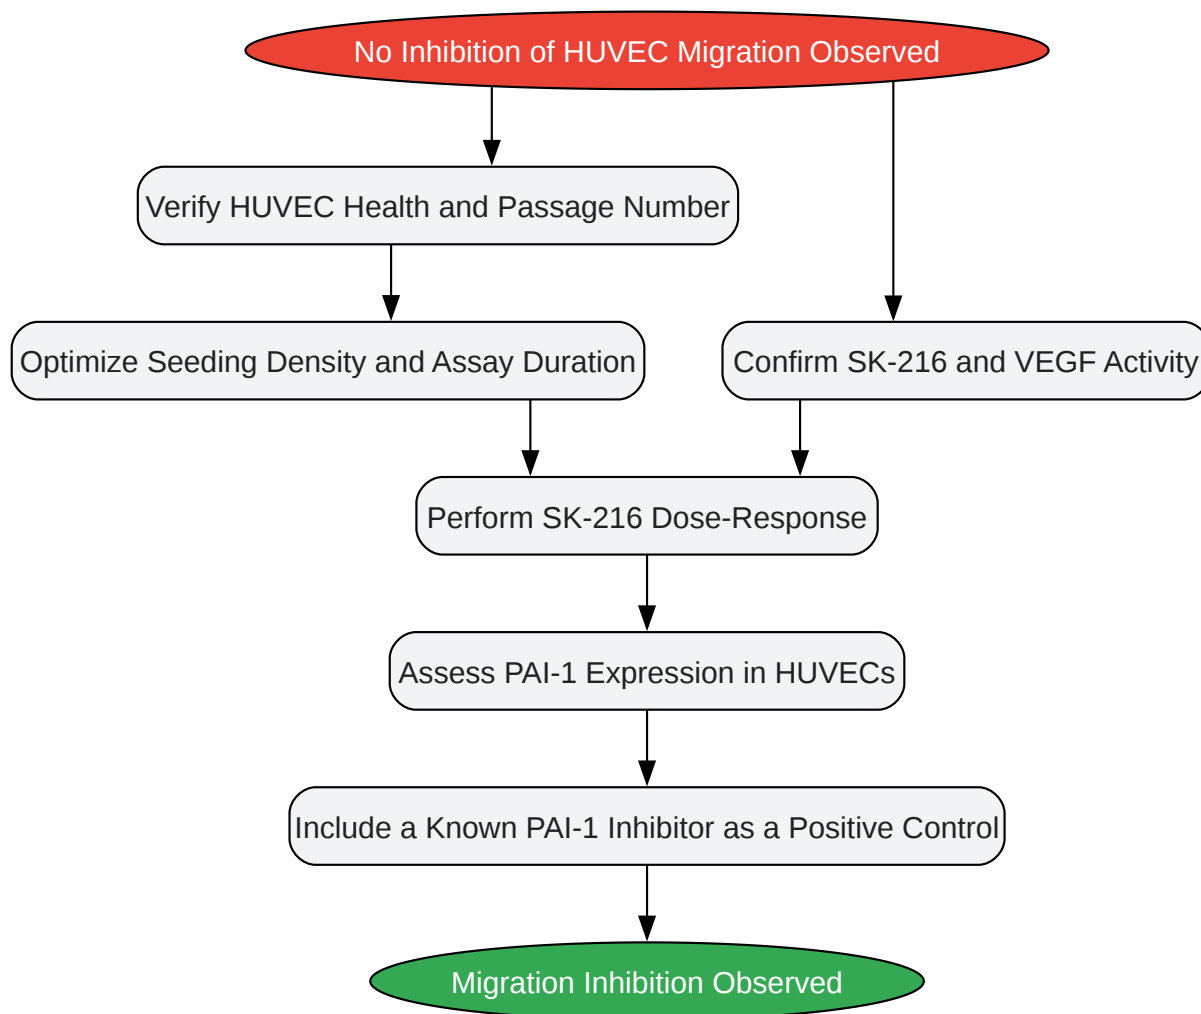 No Inhibition of HUVEC Migration Observed
Verify HUVEC Health and Passage Number
Optimize Seeding Density and Assay Duration
Confirm SK-216 and VEGF Activity
Perform SK-216 Dose-Response
Assess PAI-1 Expression in HUVECs
Include a Known PAI-1 Inhibitor as a Positive Control
Migration Inhibition Observed